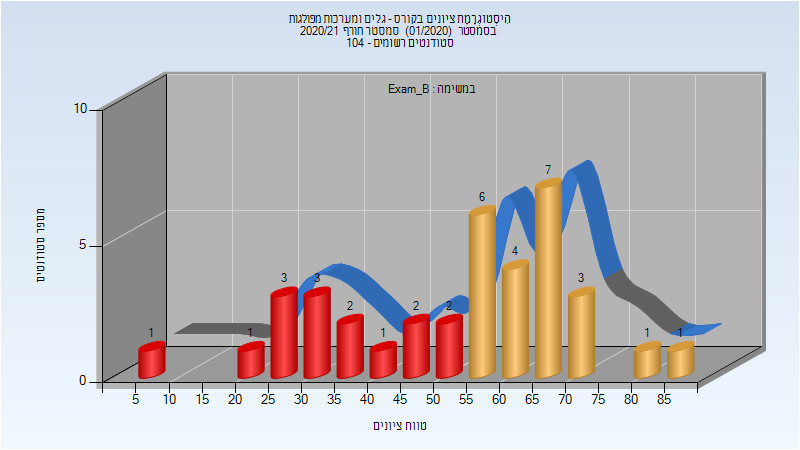 היסטוגרמת ציונים בקורס - גלים ומערכות מפולגות
בסמסטר (01/2020) סמסטר חורף 2020/21
סטודנטים רשומים - 104
במשימה : Exam_B
מספר סטודנטים
10
5
0
1 1 3 3 2 1 2 2 6 4 7 3 1 1
5 10 15 20 25 30 35 40 45 50 55 60 65 70 75 80 85
טווח ציונים